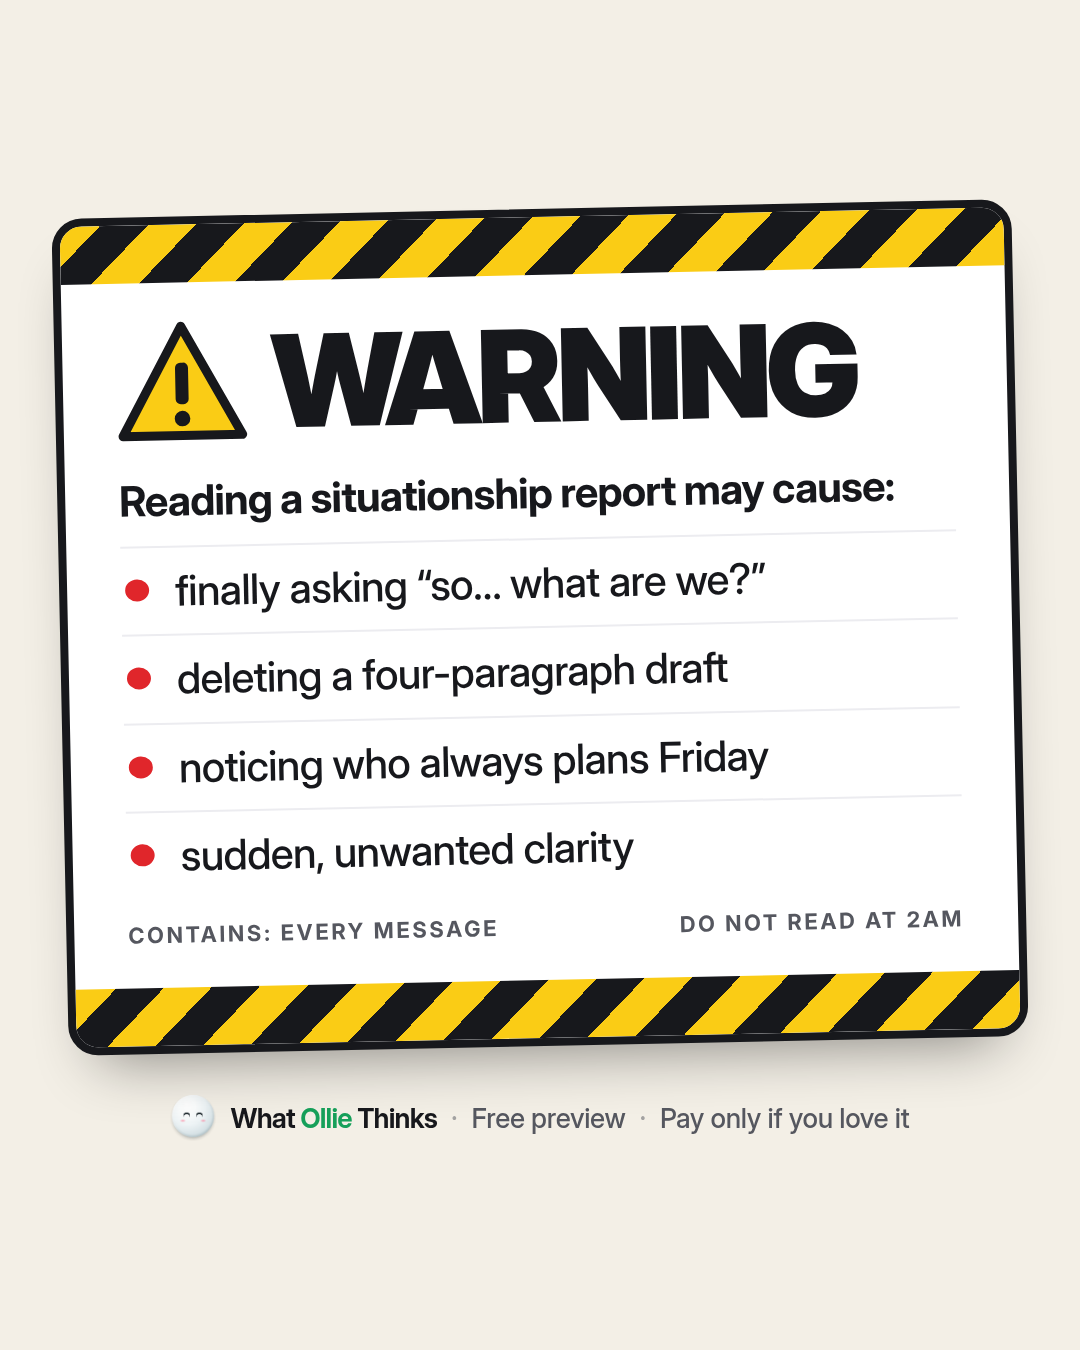 WARNING
Reading a situationship report may cause:
finally asking “so... what are we?”
deleting a four-paragraph draft
noticing who always plans Friday
sudden, unwanted clarity
CONTAINS: EVERY MESSAGE
DO NOT READ AT 2AM
What Ollie Thinks · Free preview · Pay only if you love it